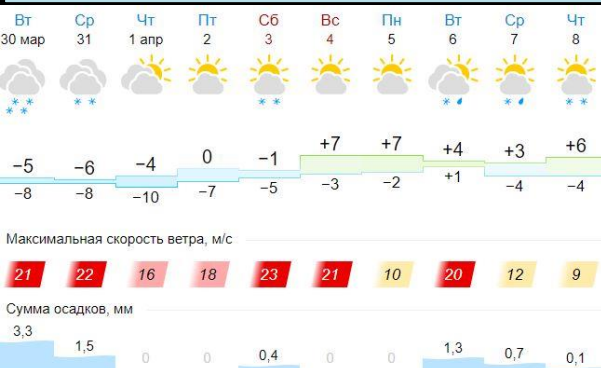 Вт Ср Чт Пт Сб Вс Пн Вт Ср Чт
30 мар 31 1 апр 2 3 4 5 6 7 8
−5 −6 −4 0 −1 +7 +7 +4 +3 +6
−8 −8 −10 −7 −5 −3 −2 +1 −4 −4
Максимальная скорость ветра, м/с
21 22 16 18 23 21 10 20 12 9
Сумма осадков, мм
3,3 1,5 0 0 0,4 0 0 1,3 0,7 0,1